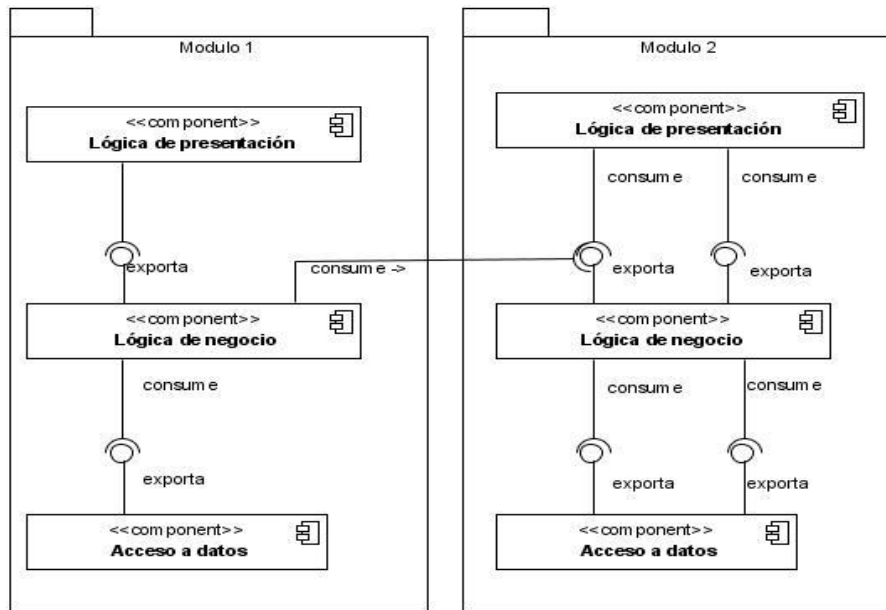 Modulo 1
<<component>>
Lógica de presentación
exporta
consume ->
<<component>>
Lógica de negocio
consume
exporta
<<component>>
Acceso a datos
Modulo 2
<<component>>
Lógica de presentación
consume
consume
exporta
exporta
<<component>>
Lógica de negocio
consume
consume
exporta
exporta
<<component>>
Acceso a datos